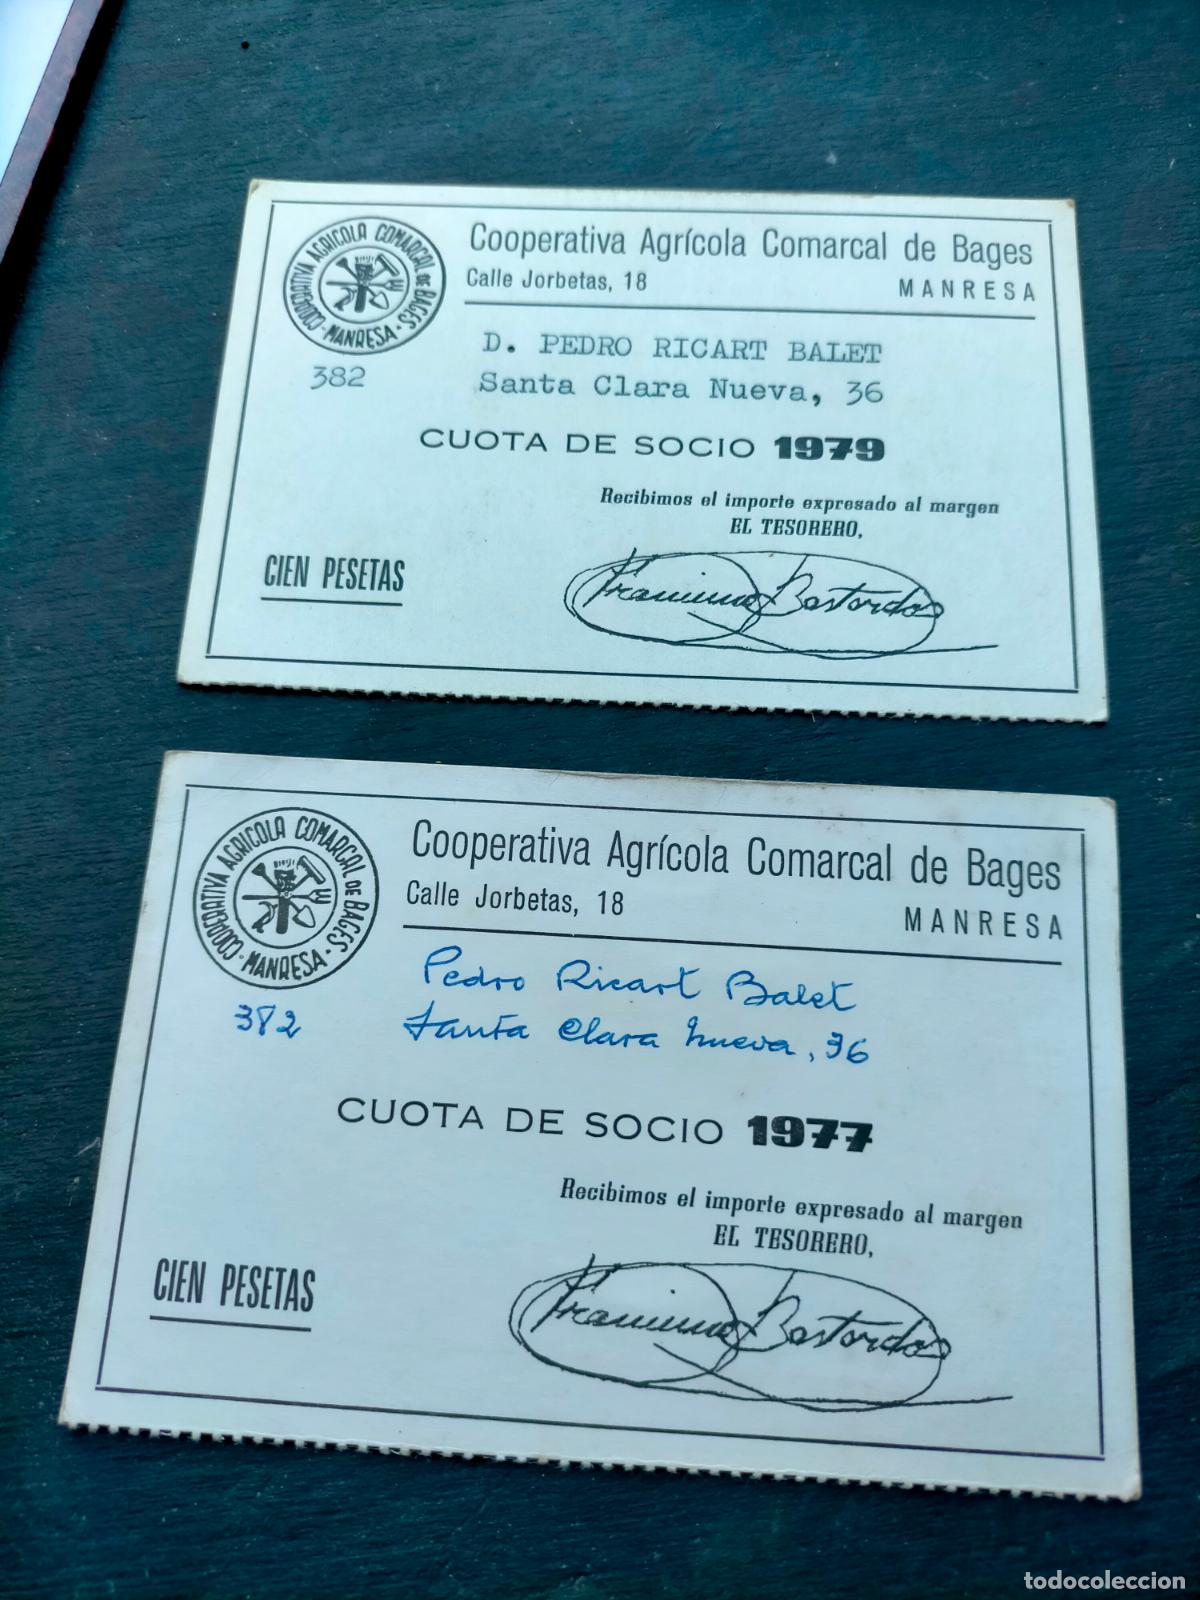 COOPERATIVA AGRICOLA COMARCAL DE BAGES · MANRESA ·
Cooperativa Agrícola Comarcal de Bages
Calle Jorbetas, 18 MANRESA
D. PEDRO RICART BALET
382 Santa Clara Nueva, 36
CUOTA DE SOCIO 1979
Recibimos el importe expresado al margen
EL TESORERO,
CIEN PESETAS
COOPERATIVA AGRICOLA COMARCAL DE BAGES · MANRESA ·
Cooperativa Agrícola Comarcal de Bages
Calle Jorbetas, 18 MANRESA
Pedro Ricart Balet
382 Santa Clara Nueva, 36
CUOTA DE SOCIO 1977
Recibimos el importe expresado al margen
EL TESORERO,
CIEN PESETAS
todocoleccion